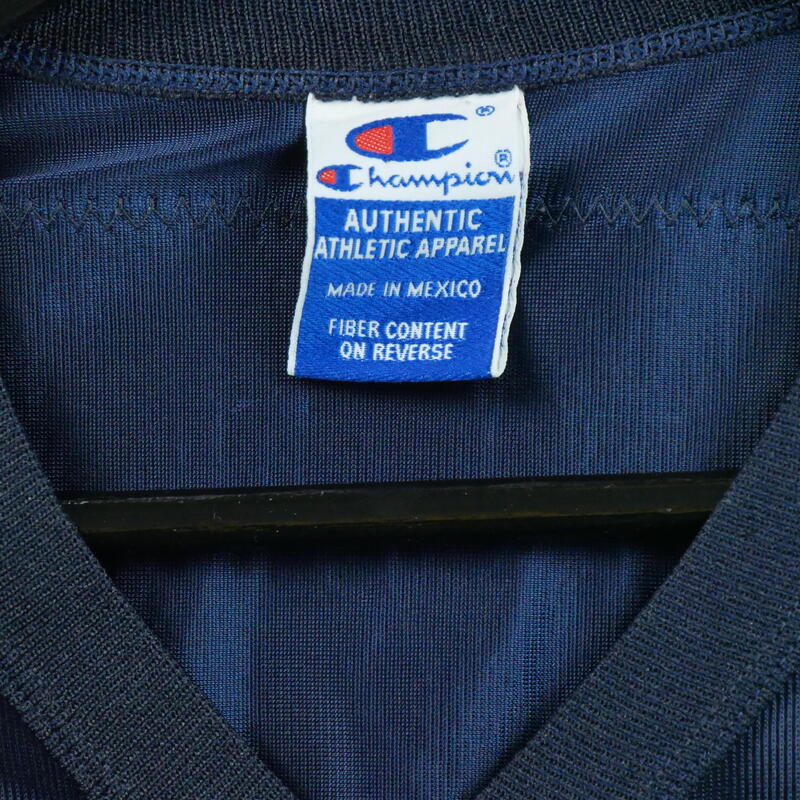 Champion®
AUTHENTIC
ATHLETIC APPAREL
MADE IN MEXICO
FIBER CONTENT
ON REVERSE